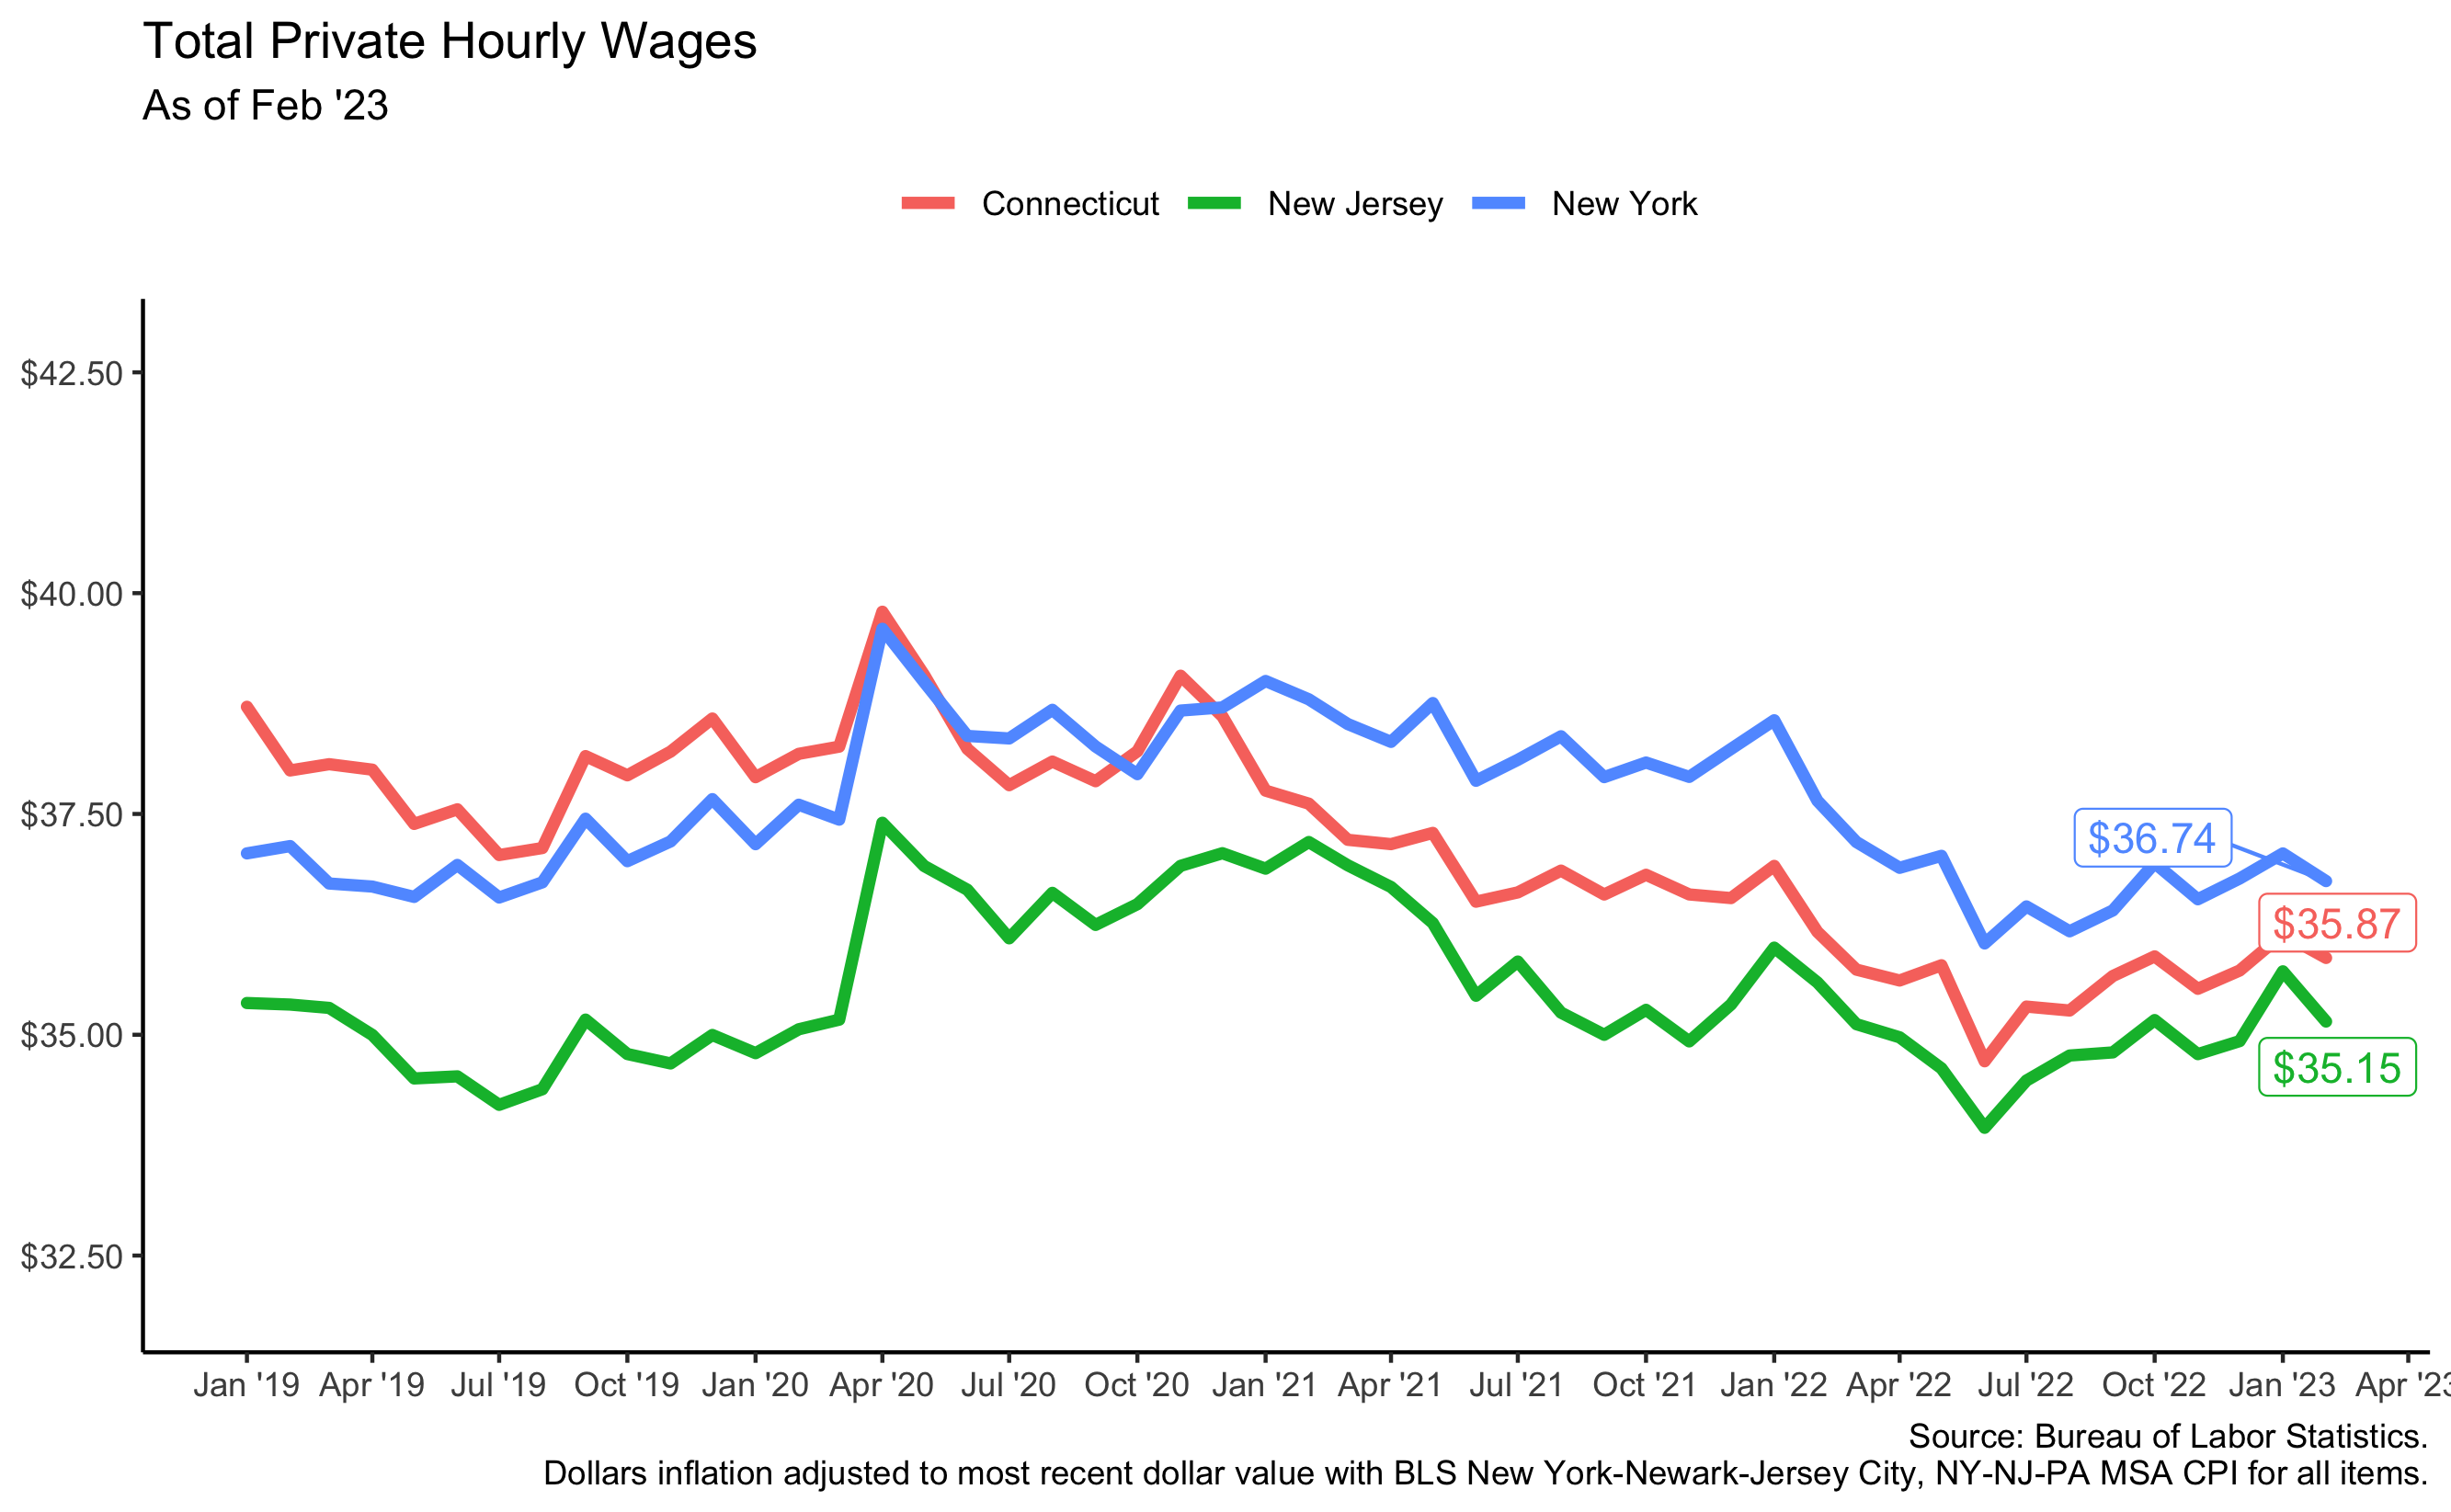 Total Private Hourly Wages
As of Feb '23
Connecticut New Jersey New York
$42.50
$40.00
$37.50
$35.00
$32.50
$36.74
$35.87
$35.15
Jan '19 Apr '19 Jul '19 Oct '19 Jan '20 Apr '20 Jul '20 Oct '20 Jan '21 Apr '21 Jul '21 Oct '21 Jan '22 Apr '22 Jul '22 Oct '22 Jan '23 Apr '23
Source: Bureau of Labor Statistics.
Dollars inflation adjusted to most recent dollar value with BLS New York-Newark-Jersey City, NY-NJ-PA MSA CPI for all items.